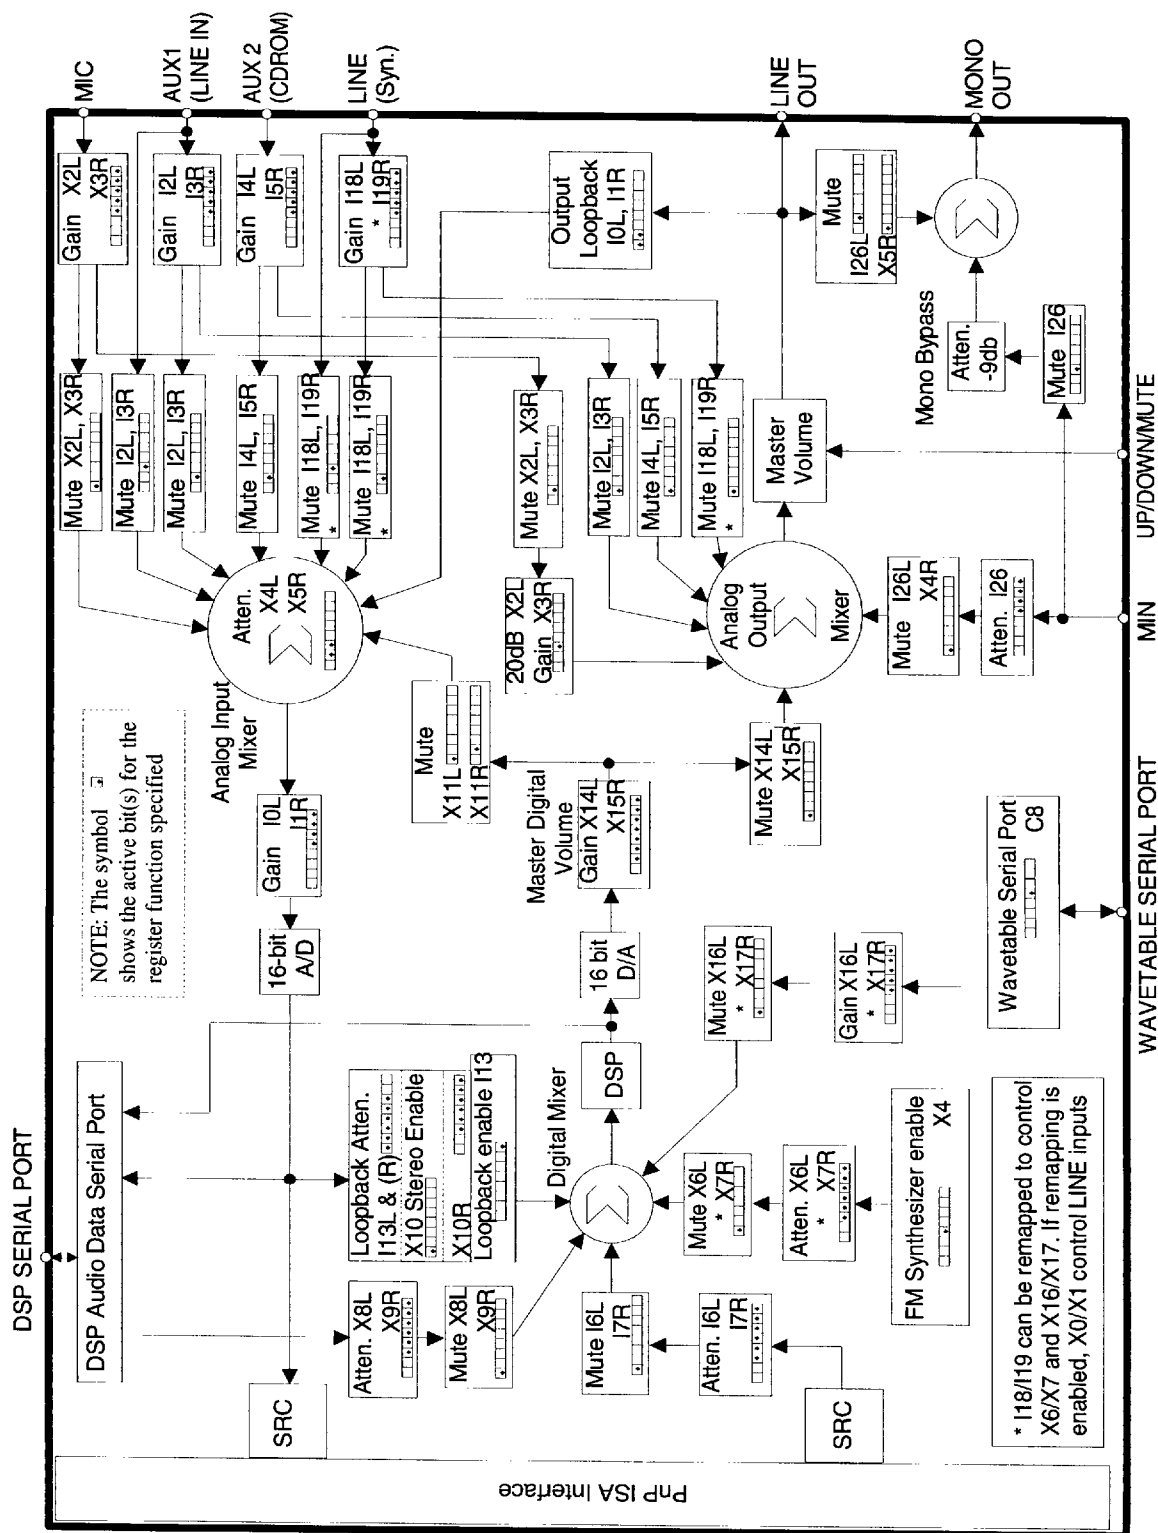 MIC
AUX1
(LINE IN)
AUX 2
(CDROM)
LINE
(Syn.)
LINE
OUT
MONO
OUT
Gain X2L
X3R
Gain I2L
I3R
Gain I4L
I5R
Gain I18L
* I19R
Output
Loopback
I0L, I1R
Mute
I26L
X5R
Mute X2L, X3R
Mute I2L, I3R
Mute I2L, I3R
Mute I4L, I5R
Mute I18L, I19R
*
Mute I18L, I19R
*
Mute X2L, X3R
Mute I2L, I3R
Mute I4L, I5R
Mute I18L, I19R
*
Master
Volume
Mono Bypass
Atten.
-9db
Mute I26
UP/DOWN/MUTE
Atten.
X4L
X5R
Analog Input
Mixer
20dB X2L
Gain X3R
Analog
Output
Mixer
Mute I26L
X4R
Atten. I26
MIN
NOTE: The symbol
shows the active bit(s) for the
register function specified
Gain I0L
I1R
16-bit
A/D
Mute
X11L
X11R
Master Digital
Volume
Gain X14L
X15R
Mute X14L
X15R
16 bit
D/A
Mute X16L
* X17R
Gain X16L
* X17R
Wavetable Serial Port
C8
WAVETABLE SERIAL PORT
DSP SERIAL PORT
DSP Audio Data Serial Port
Loopback Atten.
I13L & (R)
X10 Stereo Enable
X10R
Loopback enable I13
Digital Mixer
DSP
Mute X6L
* X7R
Atten. X6L
* X7R
FM Synthesizer enable
X4
Atten. X8L
X9R
Mute X8L
X9R
Mute I6L
I7R
Atten. I6L
I7R
SRC
SRC
* I18/I19 can be remapped to control
X6/X7 and X16/X17. If remapping is
enabled, X0/X1 control LINE inputs
PnP ISA Interface